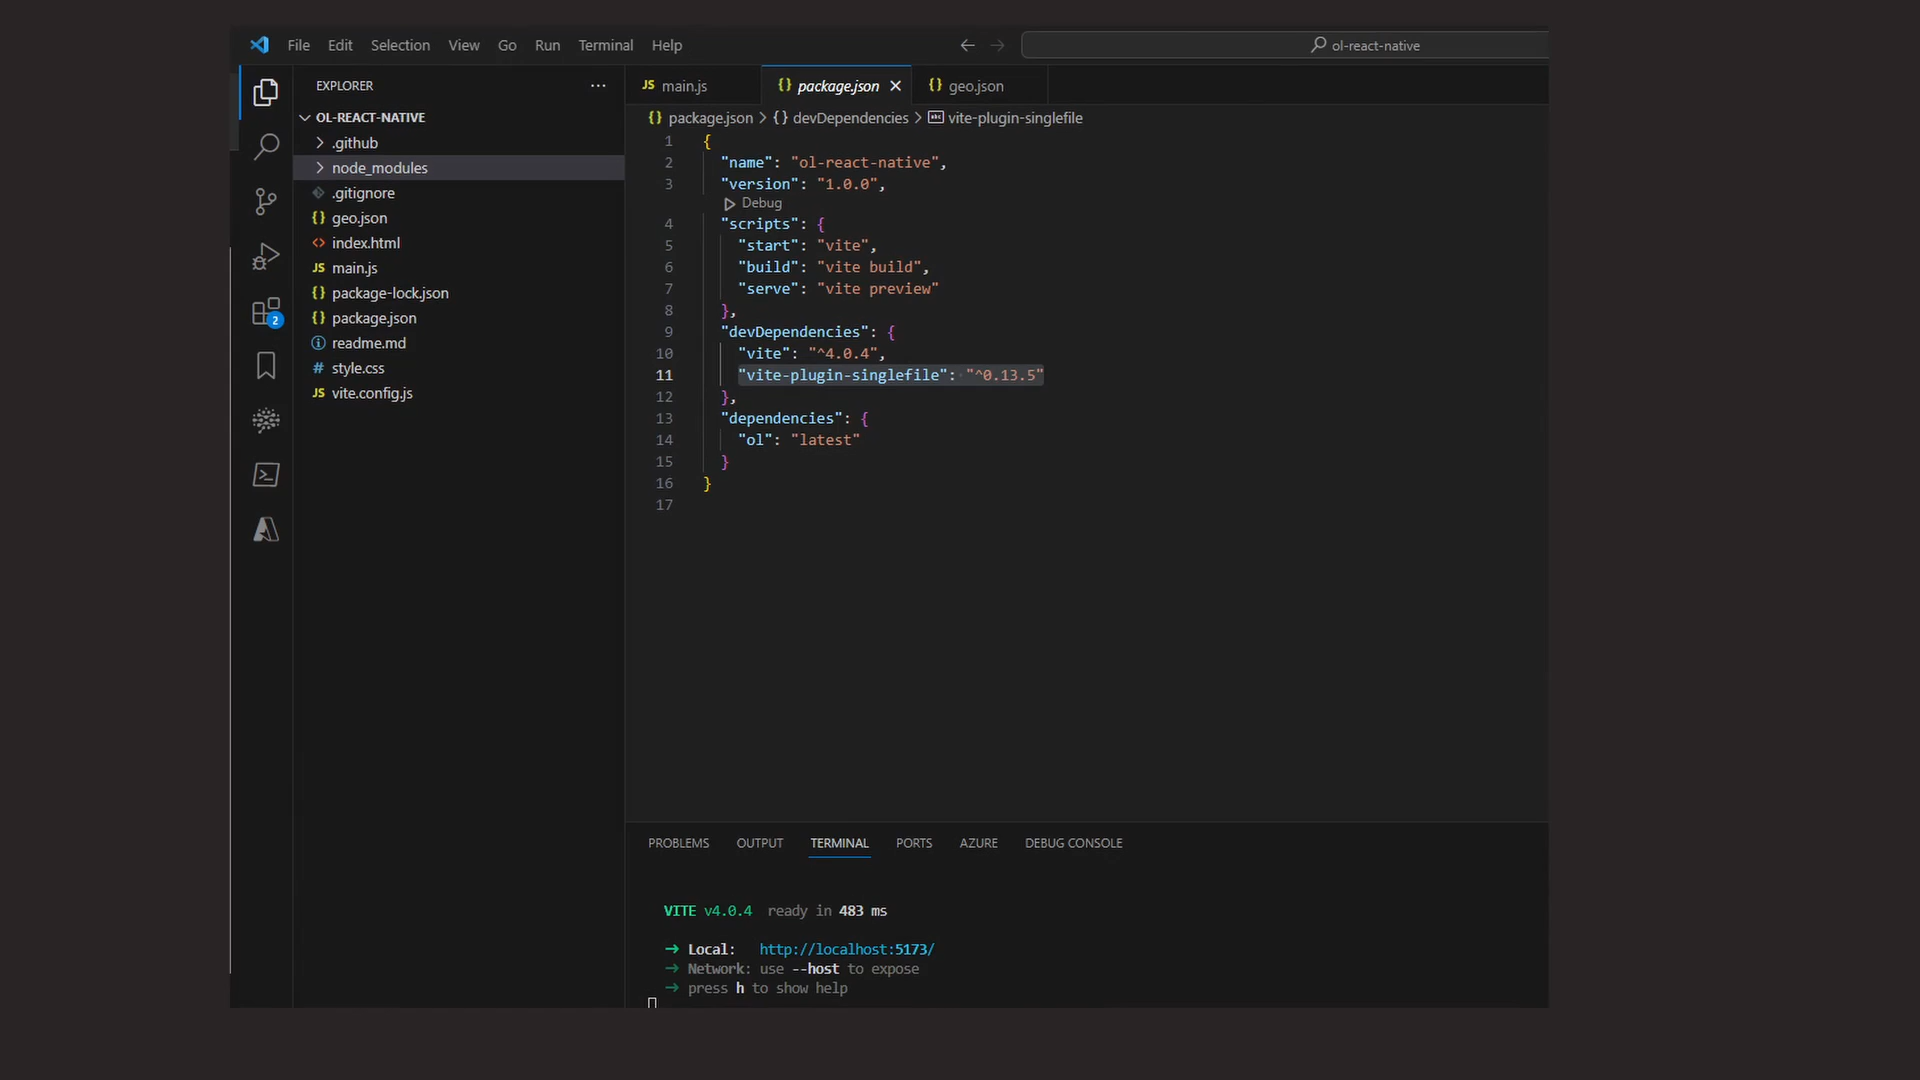 File Edit Selection View Go Run Terminal Help
ol-react-native
EXPLORER
OL-REACT-NATIVE
.github
node_modules
.gitignore
geo.json
index.html
main.js
package-lock.json
package.json
readme.md
style.css
vite.config.js
2
JS main.js {} package.json geo.json
{} package.json > {} devDependencies > vite-plugin-singlefile
1 {
2 "name": "ol-react-native",
3 "version": "1.0.0",
Debug
4 "scripts": {
5 "start": "vite",
6 "build": "vite build",
7 "serve": "vite preview"
8 },
9 "devDependencies": {
10 "vite": "^4.0.4",
11 "vite-plugin-singlefile": "^0.13.5"
12 },
13 "dependencies": {
14 "ol": "latest"
15 }
16 }
17
PROBLEMS OUTPUT TERMINAL PORTS AZURE DEBUG CONSOLE
VITE v4.0.4 ready in 483 ms
➜ Local: http://localhost:5173/
➜ Network: use --host to expose
➜ press h to show help